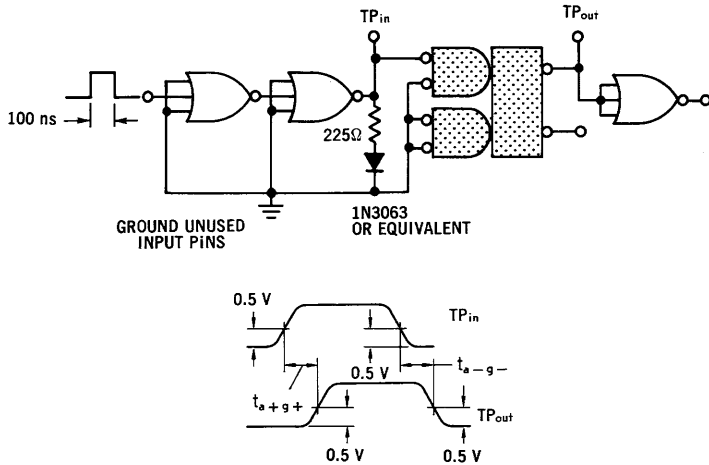 TPin
TPout
100 ns
225Ω
GROUND UNUSED
INPUT PINS
1N3063
OR EQUIVALENT
0.5 V
TPin
0.5 V
ta-g-
ta+g+
TPout
0.5 V
0.5 V